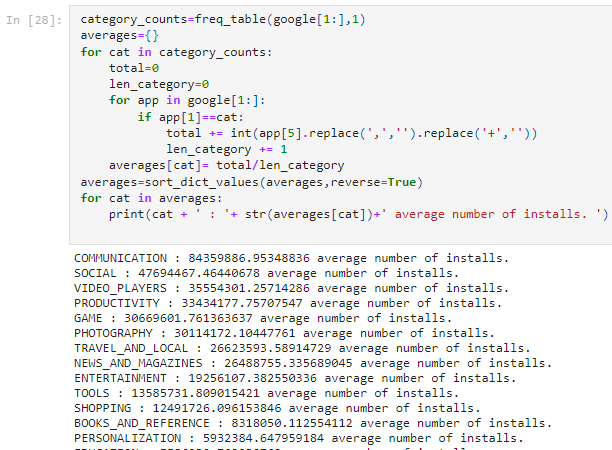 In [28]: category_counts=freq_table(google[1:],1)
averages={}
for cat in category_counts:
    total=0
    len_category=0
    for app in google[1:]:
        if app[1]==cat:
            total += int(app[5].replace(',','').replace('+',''))
            len_category += 1
    averages[cat]= total/len_category
averages=sort_dict_values(averages,reverse=True)
for cat in averages:
    print(cat + ' : '+ str(averages[cat])+' average number of installs. ')
COMMUNICATION : 84359886.95348836 average number of installs.
SOCIAL : 47694467.46440678 average number of installs.
VIDEO_PLAYERS : 35554301.25714286 average number of installs.
PRODUCTIVITY : 33434177.75707547 average number of installs.
GAME : 30669601.761363637 average number of installs.
PHOTOGRAPHY : 30114172.10447761 average number of installs.
TRAVEL_AND_LOCAL : 26623593.58914729 average number of installs.
NEWS_AND_MAGAZINES : 26488755.335689045 average number of installs.
ENTERTAINMENT : 19256107.382550336 average number of installs.
TOOLS : 13585731.809015421 average number of installs.
SHOPPING : 12491726.096153846 average number of installs.
BOOKS_AND_REFERENCE : 8318050.112554112 average number of installs.
PERSONALIZATION : 5932384.647959184 average number of installs.